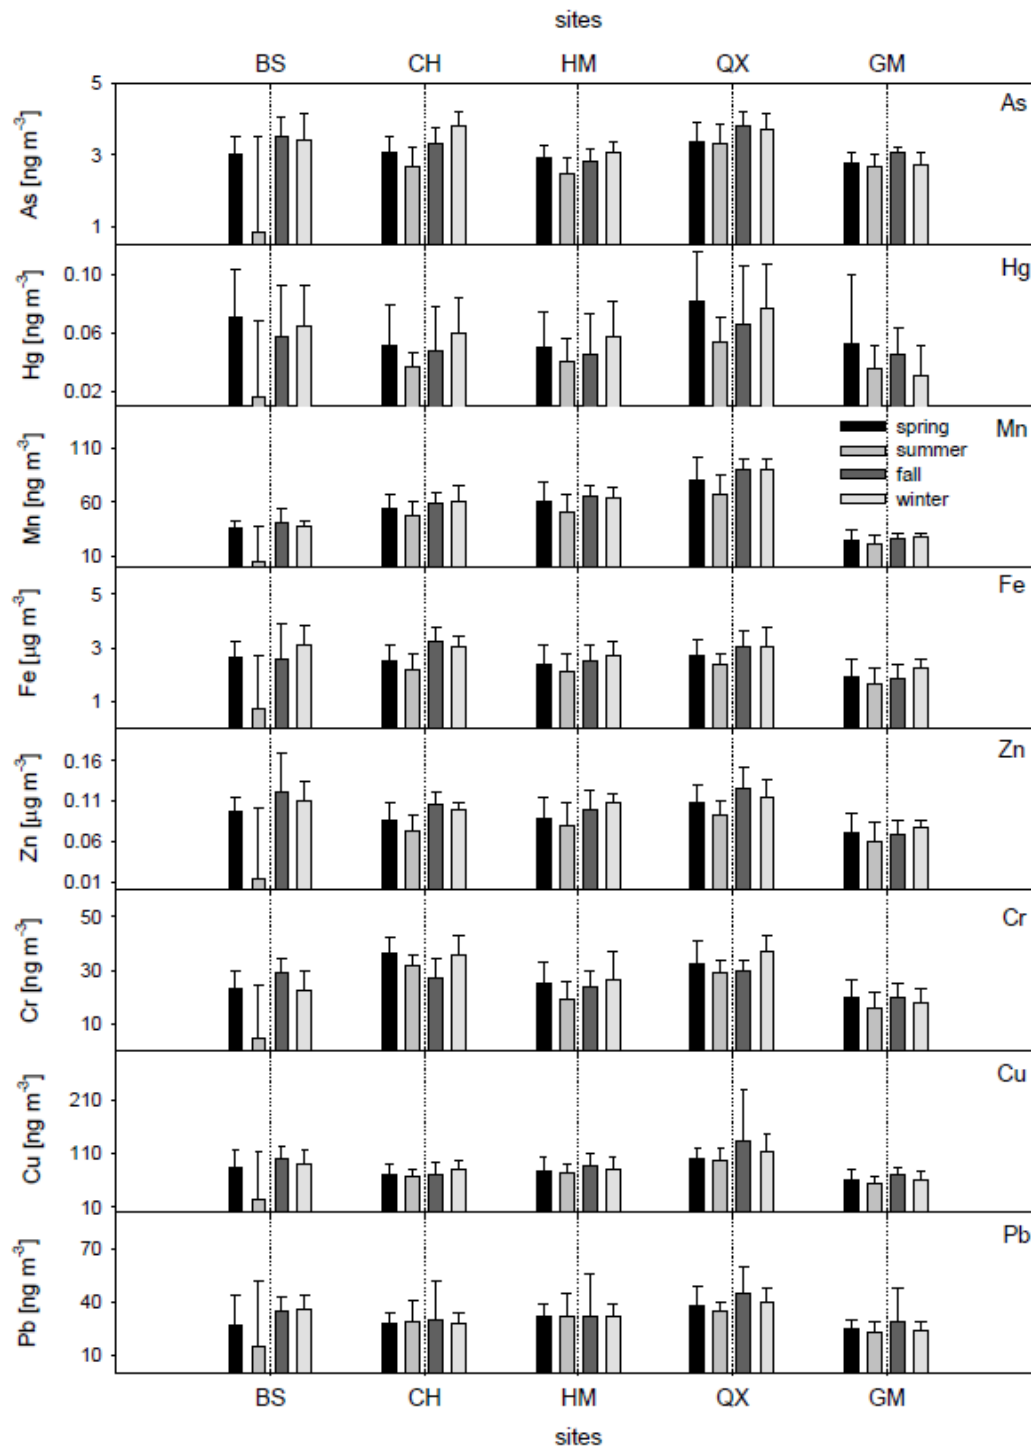 sites
BS CH HM QX GM
As [ng m-3]
5
3
1
As
Hg [ng m-3]
0.10
0.06
0.02
Hg
Mn [ng m-3]
110
60
10
spring
summer
fall
winter
Mn
Fe [µg m-3]
5
3
1
Fe
Zn [µg m-3]
0.16
0.11
0.06
0.01
Zn
Cr [ng m-3]
50
30
10
Cr
Cu [ng m-3]
210
110
10
Cu
Pb [ng m-3]
70
40
10
Pb
BS CH HM QX GM
sites